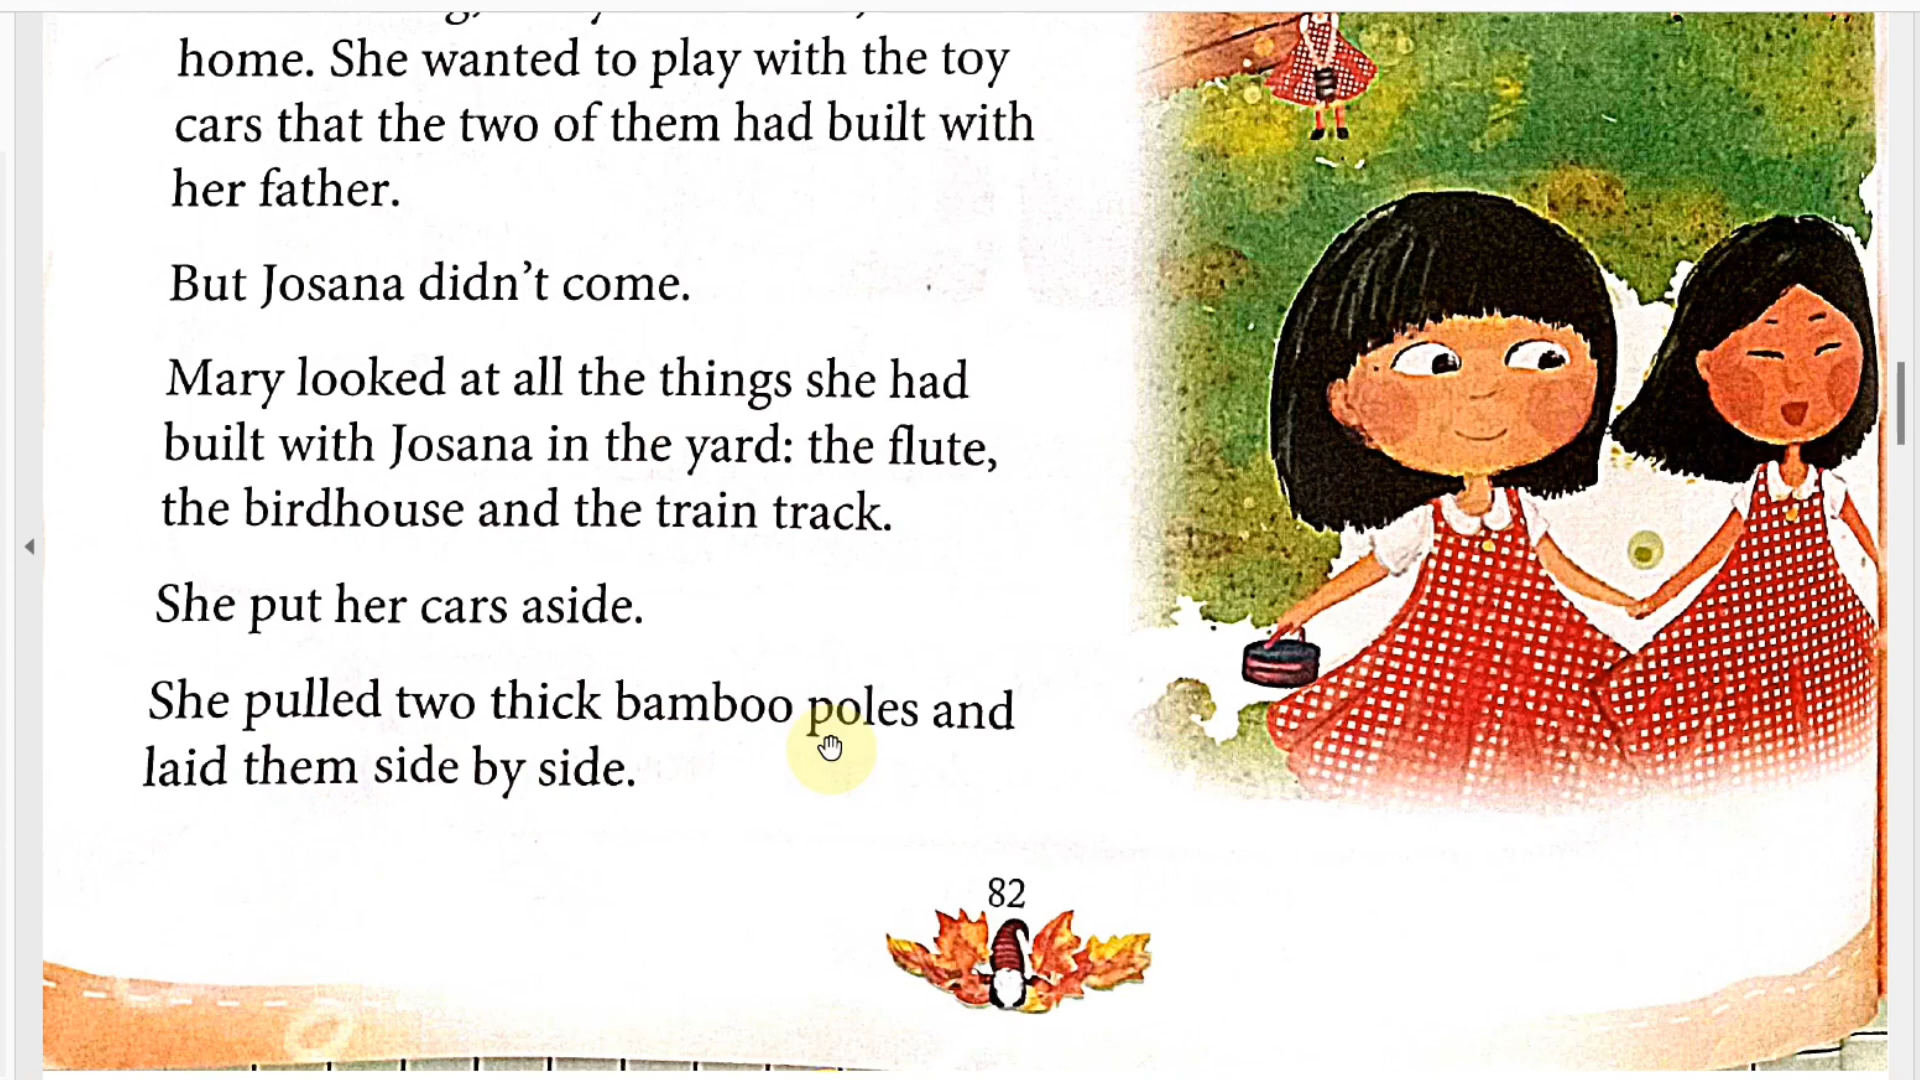 home. She wanted to play with the toy
cars that the two of them had built with
her father.
But Josana didn’t come.
Mary looked at all the things she had
built with Josana in the yard: the flute,
the birdhouse and the train track.
She put her cars aside.
She pulled two thick bamboo poles and
laid them side by side.
82